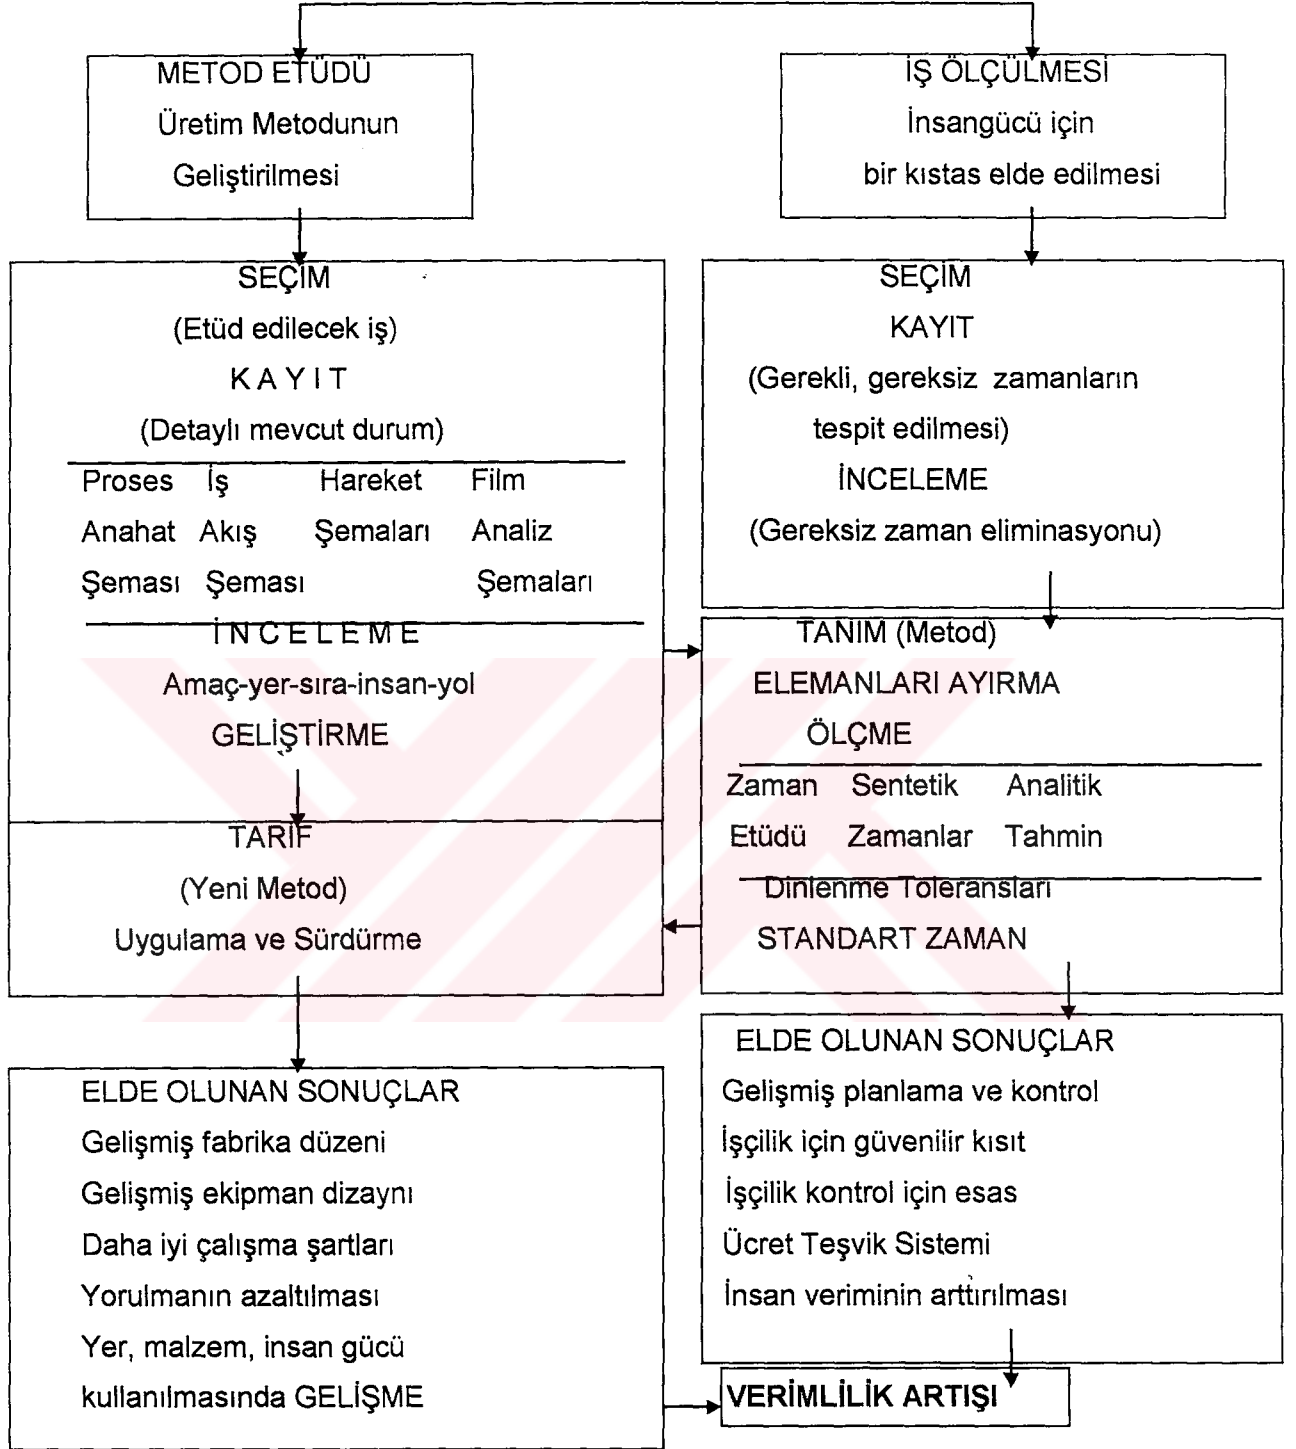 METOD ETÜDÜ
Üretim Metodunun
Geliştirilmesi
İŞ ÖLÇÜLMESİ
İnsangücü için
bir kıstas elde edilmesi
SEÇİM
(Etüd edilecek iş)
K A Y I T
(Detaylı mevcut durum)
Proses İş Hareket Film
Anahat Akış Şemaları Analiz
Şeması Şeması Şemaları
İ N C E L E M E
Amaç-yer-sıra-insan-yol
GELİŞTİRME
SEÇİM
KAYIT
(Gerekli, gereksiz zamanların
tespit edilmesi)
İNCELEME
(Gereksiz zaman eliminasyonu)
TANIM (Metod)
ELEMANLARI AYIRMA
ÖLÇME
Zaman Sentetik Analitik
Etüdü Zamanlar Tahmin
Dinlenme Toleransları
STANDART ZAMAN
TARİF
(Yeni Metod)
Uygulama ve Sürdürme
ELDE OLUNAN SONUÇLAR
Gelişmiş fabrika düzeni
Gelişmiş ekipman dizaynı
Daha iyi çalışma şartları
Yorulmanın azaltılması
Yer, malzem, insan gücü
kullanılmasında GELİŞME
ELDE OLUNAN SONUÇLAR
Gelişmiş planlama ve kontrol
İşçilik için güvenilir kısıt
İşçilik kontrol için esas
Ücret Teşvik Sistemi
İnsan veriminin arttırılması
VERİMLİLİK ARTIŞI